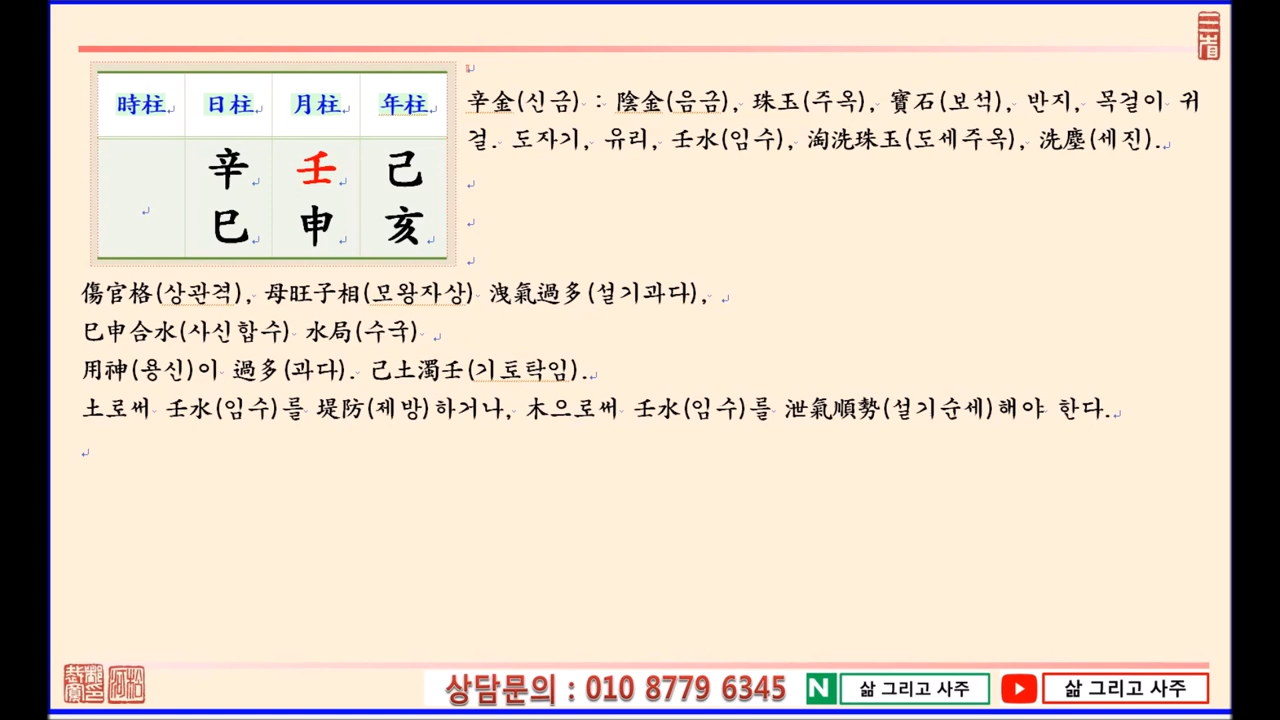 時柱 日柱 月柱 年柱
辛 壬 己
巳 申 亥
辛金(신금) : 陰金(음금), 珠玉(주옥), 寶石(보석), 반지, 목걸이 귀
걸. 도자기, 유리, 壬水(임수), 淘洗珠玉(도세주옥), 洗塵(세진).
傷官格(상관격), 母旺子相(모왕자상) 洩氣過多(설기과다),
巳申合水(사신합수) 水局(수국)
用神(용신)이 過多(과다). 己土濁壬(기토탁임).
土로써 壬水(임수)를 堤防(제방)하거나, 木으로써 壬水(임수)를 泄氣順勢(설기순세)해야 한다.
상담문의 : 010 8779 6345 N 삶 그리고 사주 삶 그리고 사주